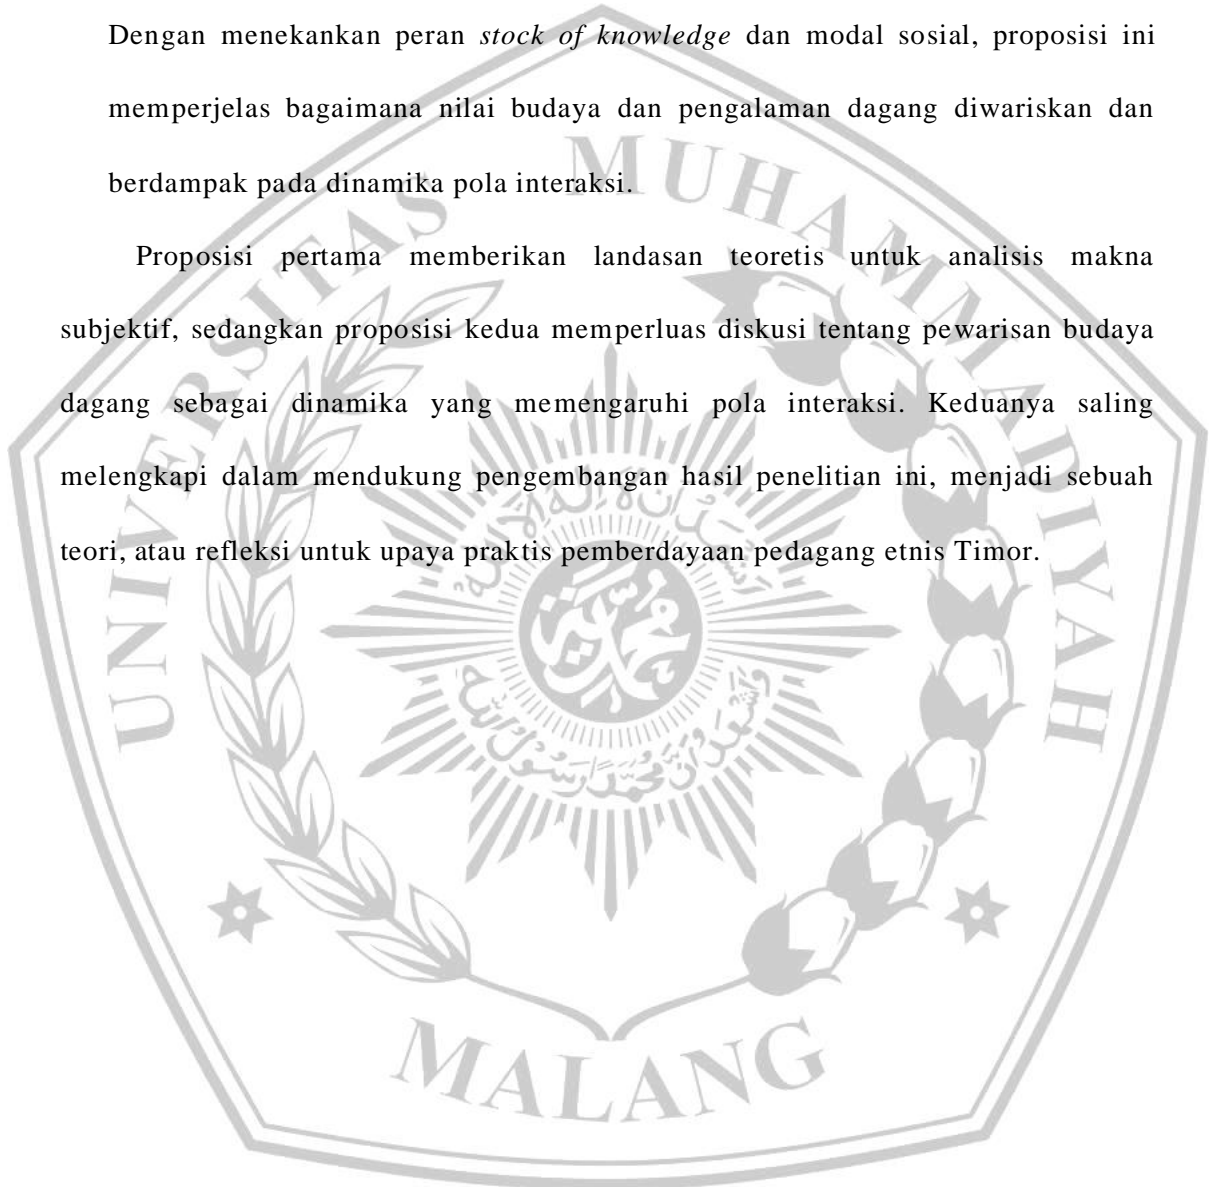 Dengan menekankan peran stock of knowledge dan modal sosial, proposisi ini
memperjelas bagaimana nilai budaya dan pengalaman dagang diwariskan dan
berdampak pada dinamika pola interaksi.
Proposisi pertama memberikan landasan teoretis untuk analisis makna
subjektif, sedangkan proposisi kedua memperluas diskusi tentang pewarisan budaya
dagang sebagai dinamika yang memengaruhi pola interaksi. Keduanya saling
melengkapi dalam mendukung pengembangan hasil penelitian ini, menjadi sebuah
teori, atau refleksi untuk upaya praktis pemberdayaan pedagang etnis Timor.
UNIVERSITAS MUHAMMADIYAH
MALANG